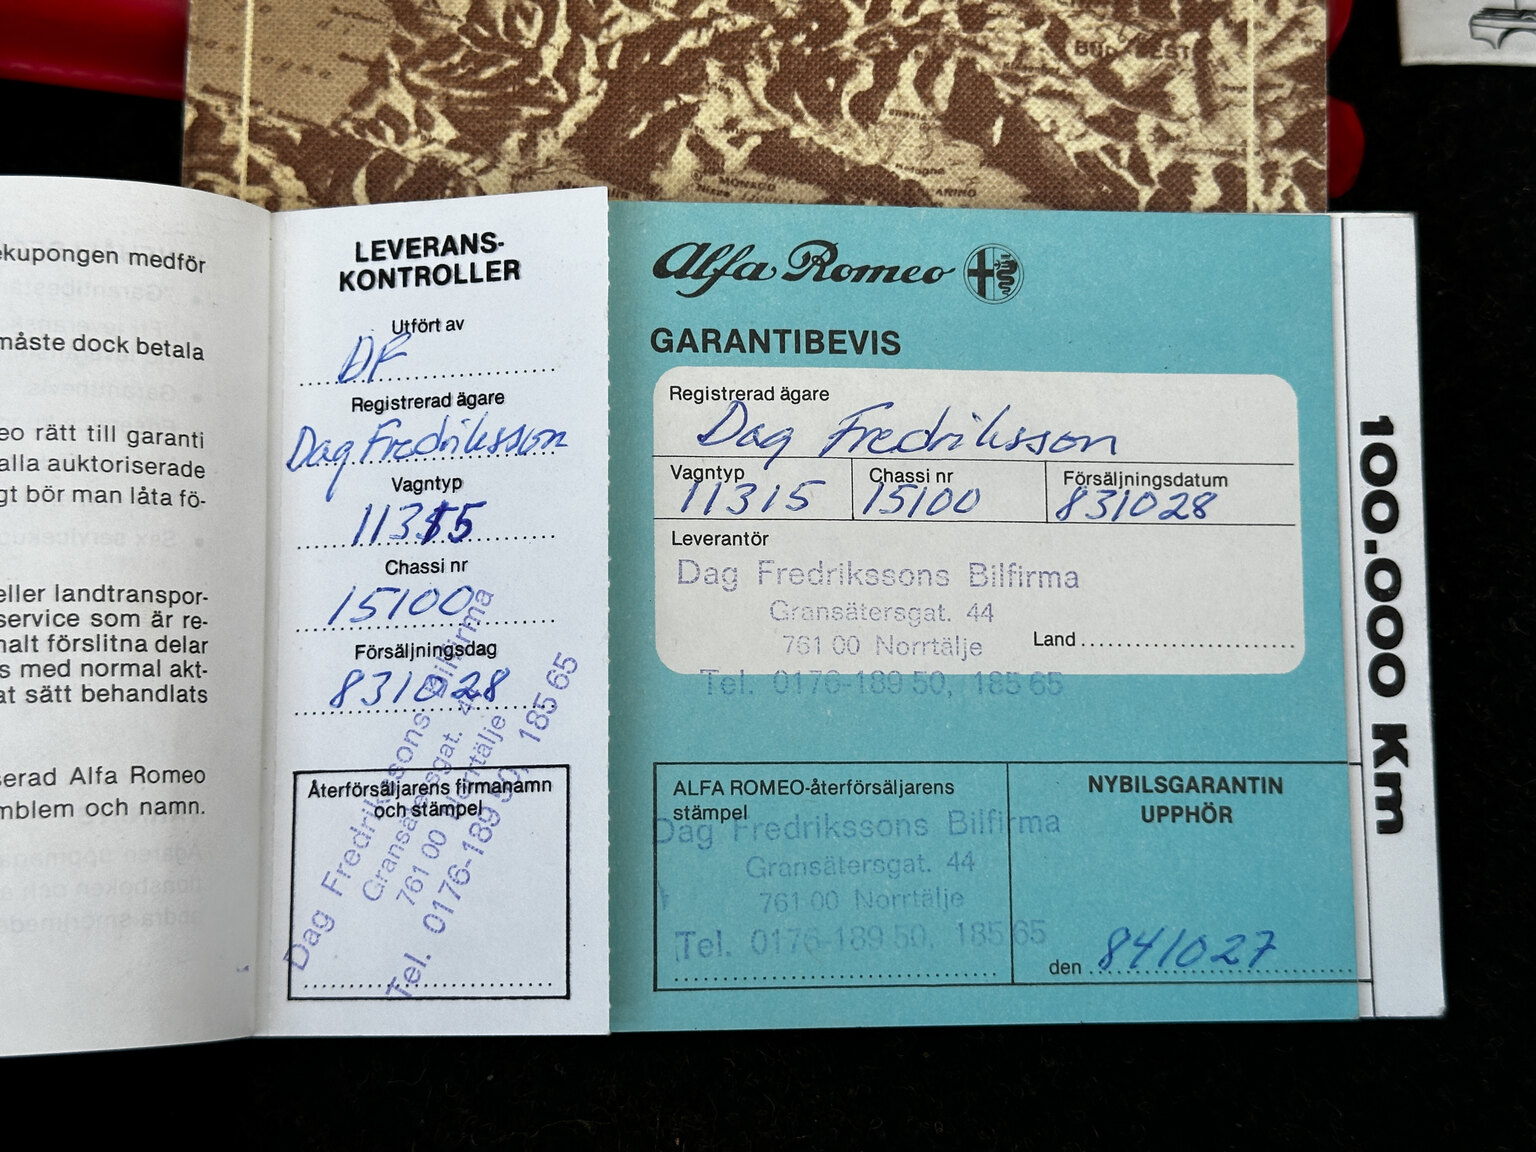 BUDAPEST
MONACO
ekupongen medför
måste dock betala
eo rätt till garanti
alla auktoriserade
gt bör man låta fö-
eller landtranspor-
service som är re-
malt förslitna delar
s med normal akt-
at sätt behandlats
serad Alfa Romeo
mblem och namn.
LEVERANS-
KONTROLLER
Utfört av
DF
Registrerad ägare
Dag Fredriksson
Vagntyp
11315
Chassi nr
15100
Försäljningsdag
831028
Återförsäljarens firmanamn
och stämpel
Dag Fredrikssons Bilfirma
Gransätersgat. 44
761 00 Norrtälje
Tel. 0176-189 50, 185 65
Alfa Romeo
GARANTIBEVIS
Registrerad ägare
Dag Fredriksson
Vagntyp Chassi nr Försäljningsdatum
11315 15100 831028
Leverantör
Dag Fredrikssons Bilfirma
Gransätersgat. 44
761 00 Norrtälje
Land
Tel. 0176-189 50, 185 65
ALFA ROMEO-återförsäljarens
stämpel
Dag Fredrikssons Bilfirma
Gransätersgat. 44
761 00 Norrtälje
Tel. 0176-189 50, 185 65
NYBILSGARANTIN
UPPHÖR
den 841027
100.000 Km